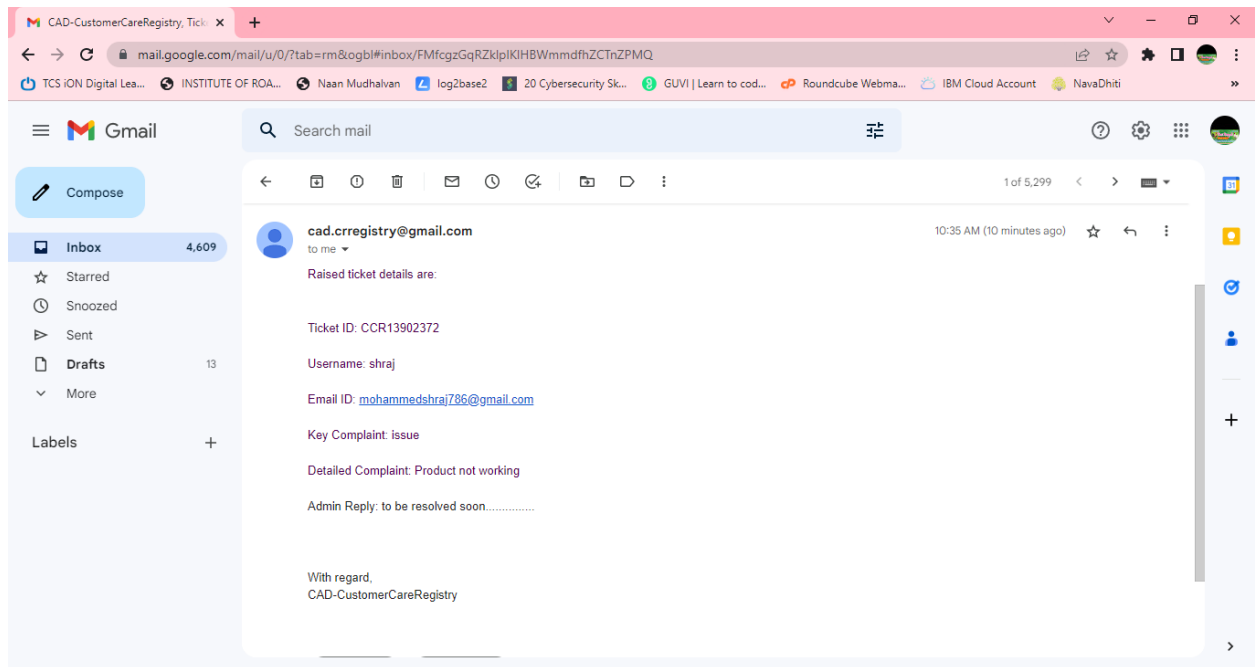 CAD-CustomerCareRegistry, Tick
mail.google.com/mail/u/0/?tab=rm&ogbl#inbox/FMfcgzGqRZklpIKIHBWmmdfhZCTnZPMQ
TCS iON Digital Lea... INSTITUTE OF ROA... Naan Mudhalvan log2base2 20 Cybersecurity Sk... GUVI | Learn to cod... Roundcube Webma... IBM Cloud Account NavaDhiti »
Gmail Search mail
Compose 1 of 5,299
31
Inbox 4,609 cad.crregistry@gmail.com 10:35 AM (10 minutes ago)
to me
Starred Raised ticket details are:
Snoozed
Sent Ticket ID: CCR13902372
Drafts 13 Username: shraj
More Email ID: mohammedshraj786@gmail.com
Labels Key Complaint: issue
Detailed Complaint: Product not working
Admin Reply: to be resolved soon...............
With regard,
CAD-CustomerCareRegistry